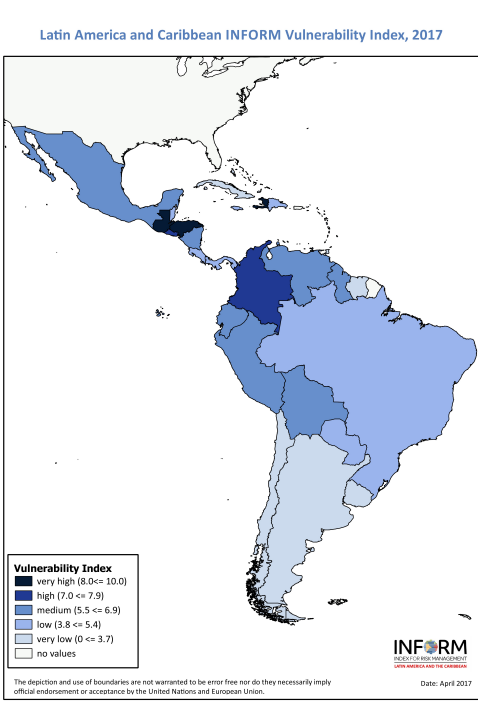 Latin America and Caribbean INFORM Vulnerability Index, 2017
Vulnerability Index
very high (8.0<= 10.0)
high (7.0 <= 7.9)
medium (5.5 <= 6.9)
low (3.8 <= 5.4)
very low (0 <= 3.7)
no values
INFORM
INDEX FOR RISK MANAGEMENT
LATIN AMERICA AND THE CARIBBEAN
The depiction and use of boundaries are not warranted to be error free nor do they necessarily imply
official endorsement or acceptance by the United Nations and European Union.
Date: April 2017